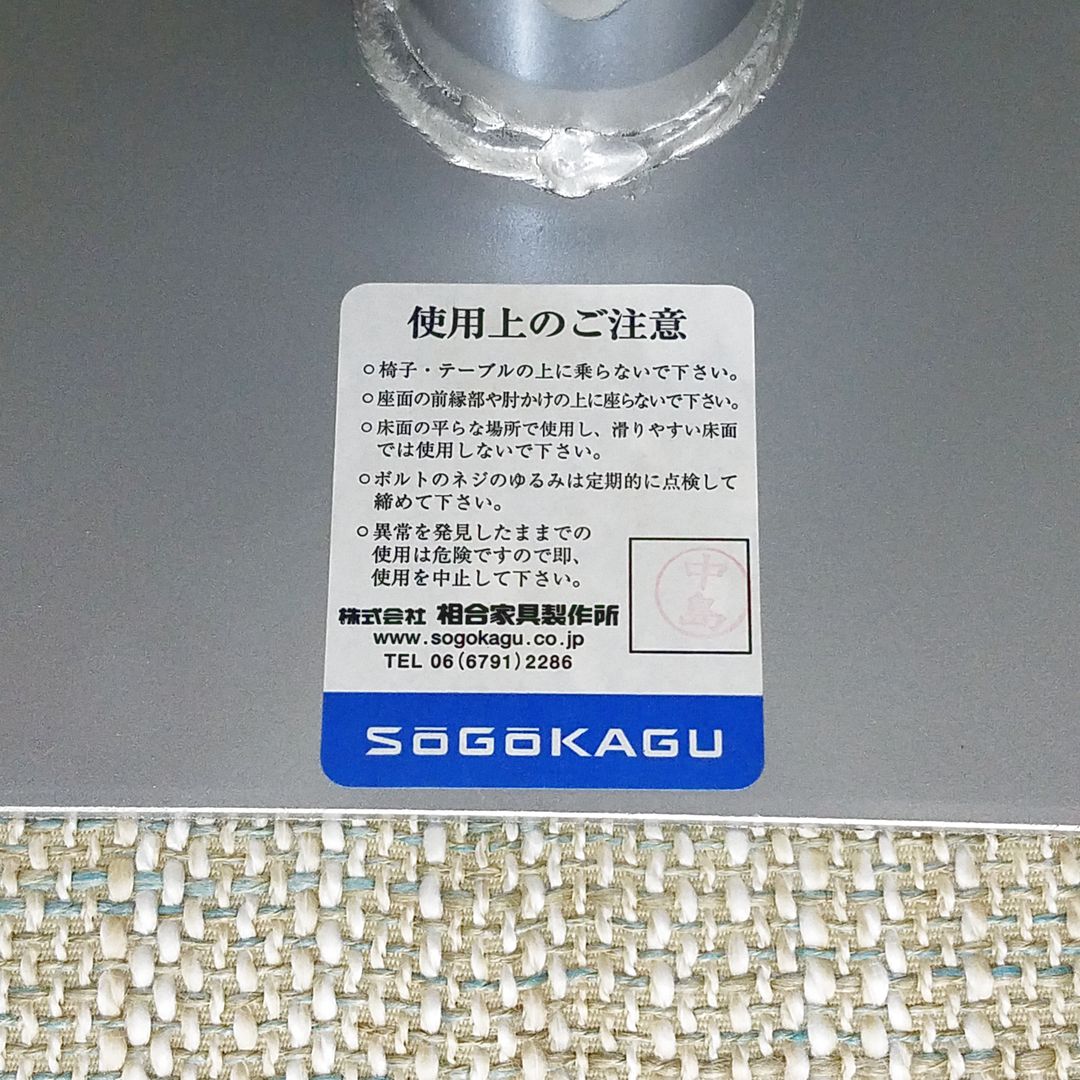 使用上のご注意
○椅子・テーブルの上に乗らないで下さい。
○座面の前縁部や肘かけの上に座らないで下さい。
○床面の平らな場所で使用し、滑りやすい床面
では使用しないで下さい。
○ボルトのネジのゆるみは定期的に点検して
締めて下さい。
○異常を発見したままでの
使用は危険ですので即、
使用を中止して下さい。
中島
株式会社 相合家具製作所
www.sogokagu.co.jp
TEL 06(6791)2286
SōGōKAGU